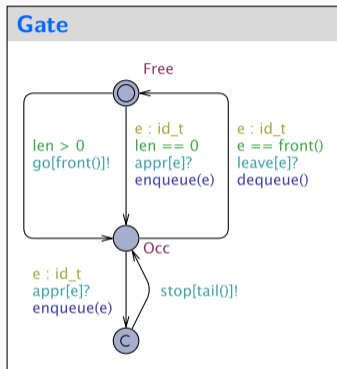 Gate
Free
len > 0
go[front()]!
e : id_t
len == 0
appr[e]?
enqueue(e)
e : id_t
e == front()
leave[e]?
dequeue()
Occ
e : id_t
appr[e]?
enqueue(e)
stop[tail()]!
C